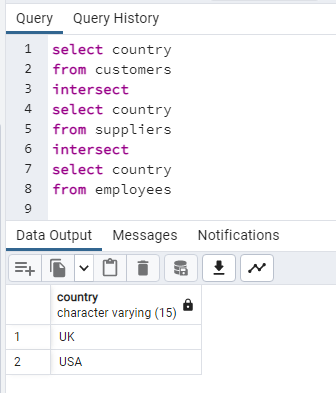 Query Query History
1 select country
2 from customers
3 intersect
4 select country
5 from suppliers
6 intersect
7 select country
8 from employees
9
Data Output Messages Notifications
country
character varying (15)
1 UK
2 USA